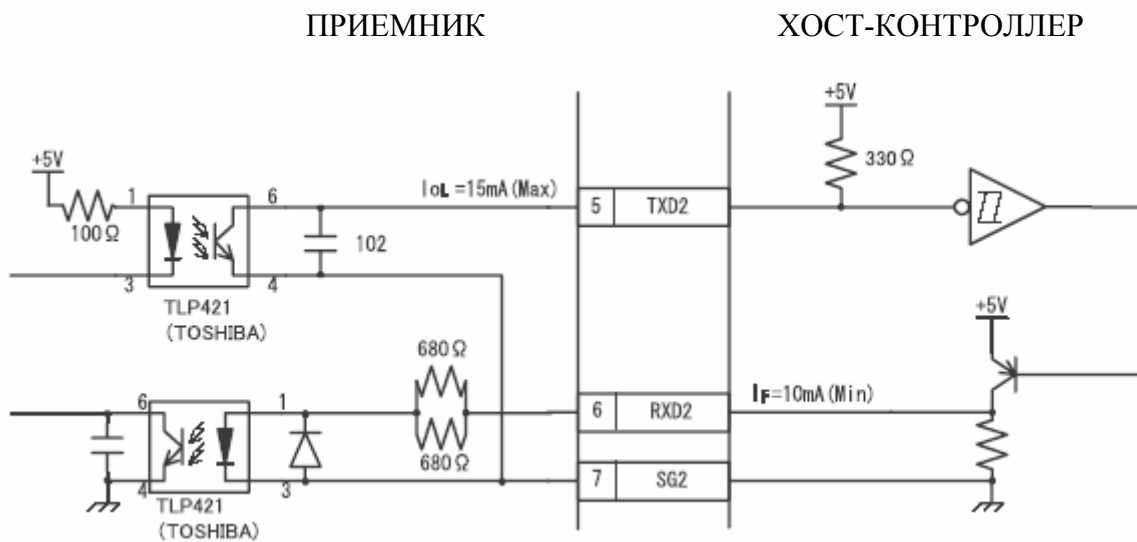 ПРИЕМНИК
ХОСТ-КОНТРОЛЛЕР
+5V
330Ω
+5V
100Ω
1
6
3
4
TLP421
(TOSHIBA)
102
IoL =15mA(Max)
5 TXD2
+5V
680Ω
680Ω
6
4
1
3
TLP421
(TOSHIBA)
6 RXD2
IF=10mA(Min)
7 SG2